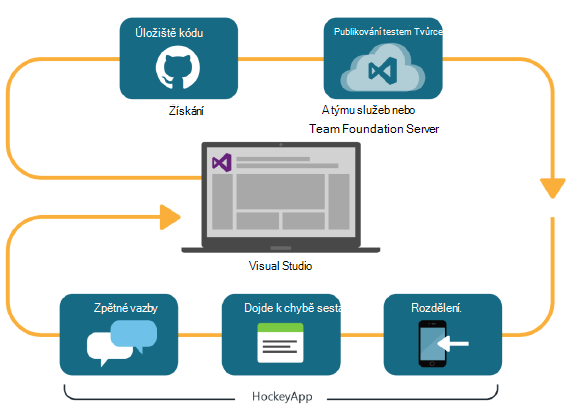 Úložiště kódu
Publikování testem Tvůrce
Získání
A týmu služeb nebo
Team Foundation Server
Visual Studio
Zpětné vazby
Dojde k chybě sestá
Rozdělení.
HockeyApp